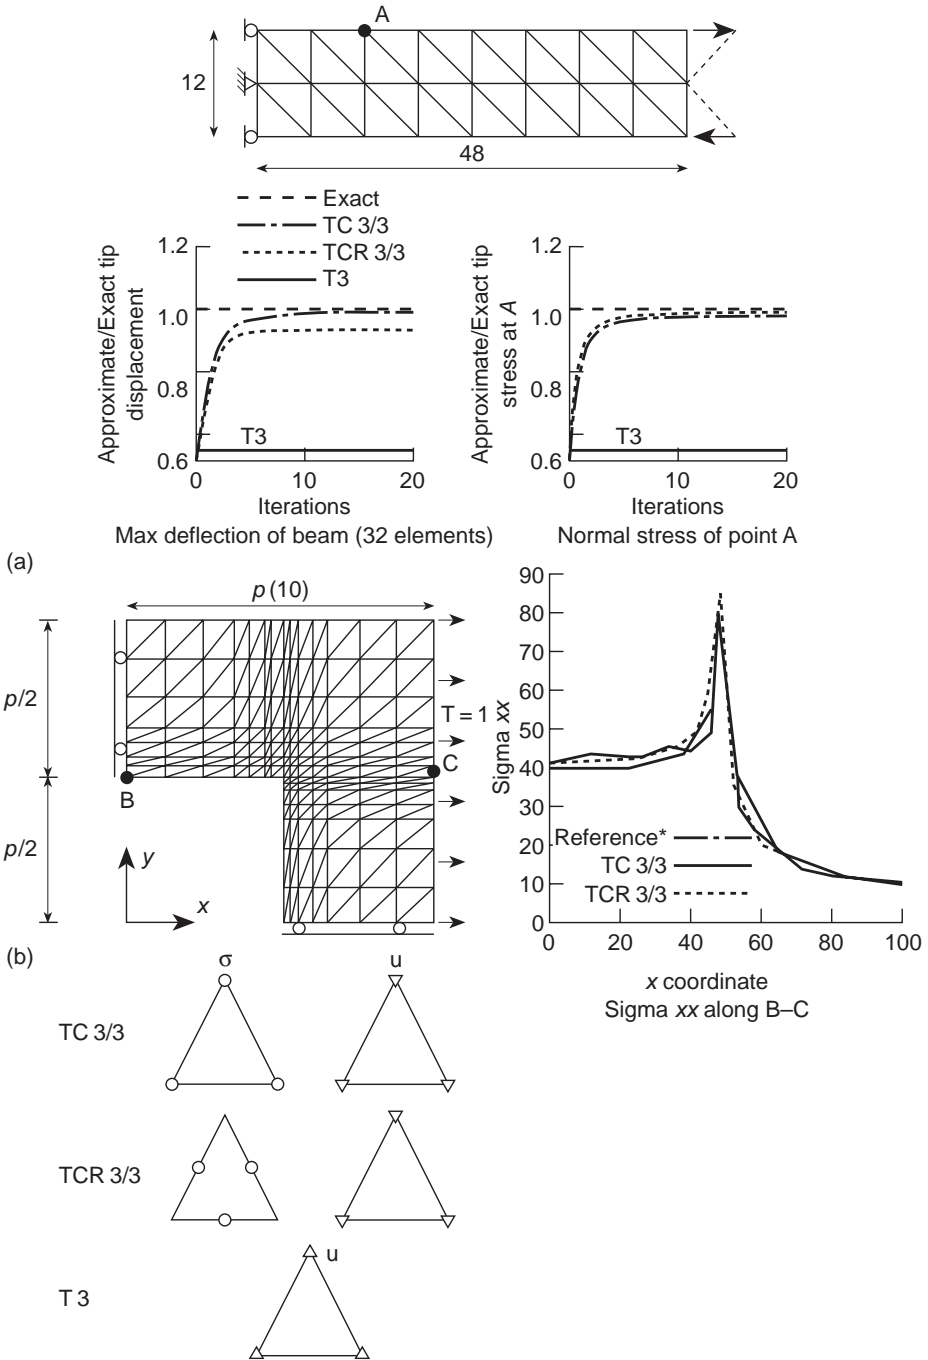 A
12
48
Exact
TC 3/3
TCR 3/3
T3
Approximate/Exact tip
displacement
1.2
1.0
0.8
0.6
T3
0
10
20
Iterations
Max deflection of beam (32 elements)
Approximate/Exact tip
stress at A
1.2
1.0
0.8
0.6
T3
0
10
20
Iterations
Normal stress of point A
(a)
p (10)
p/2
p/2
T = 1
C
B
y
x
Sigma xx
90
80
70
60
50
40
30
20
10
0
Reference*
TC 3/3
TCR 3/3
0
20
40
60
80
100
x coordinate
Sigma xx along B–C
(b)
σ
u
TC 3/3
TCR 3/3
u
T 3